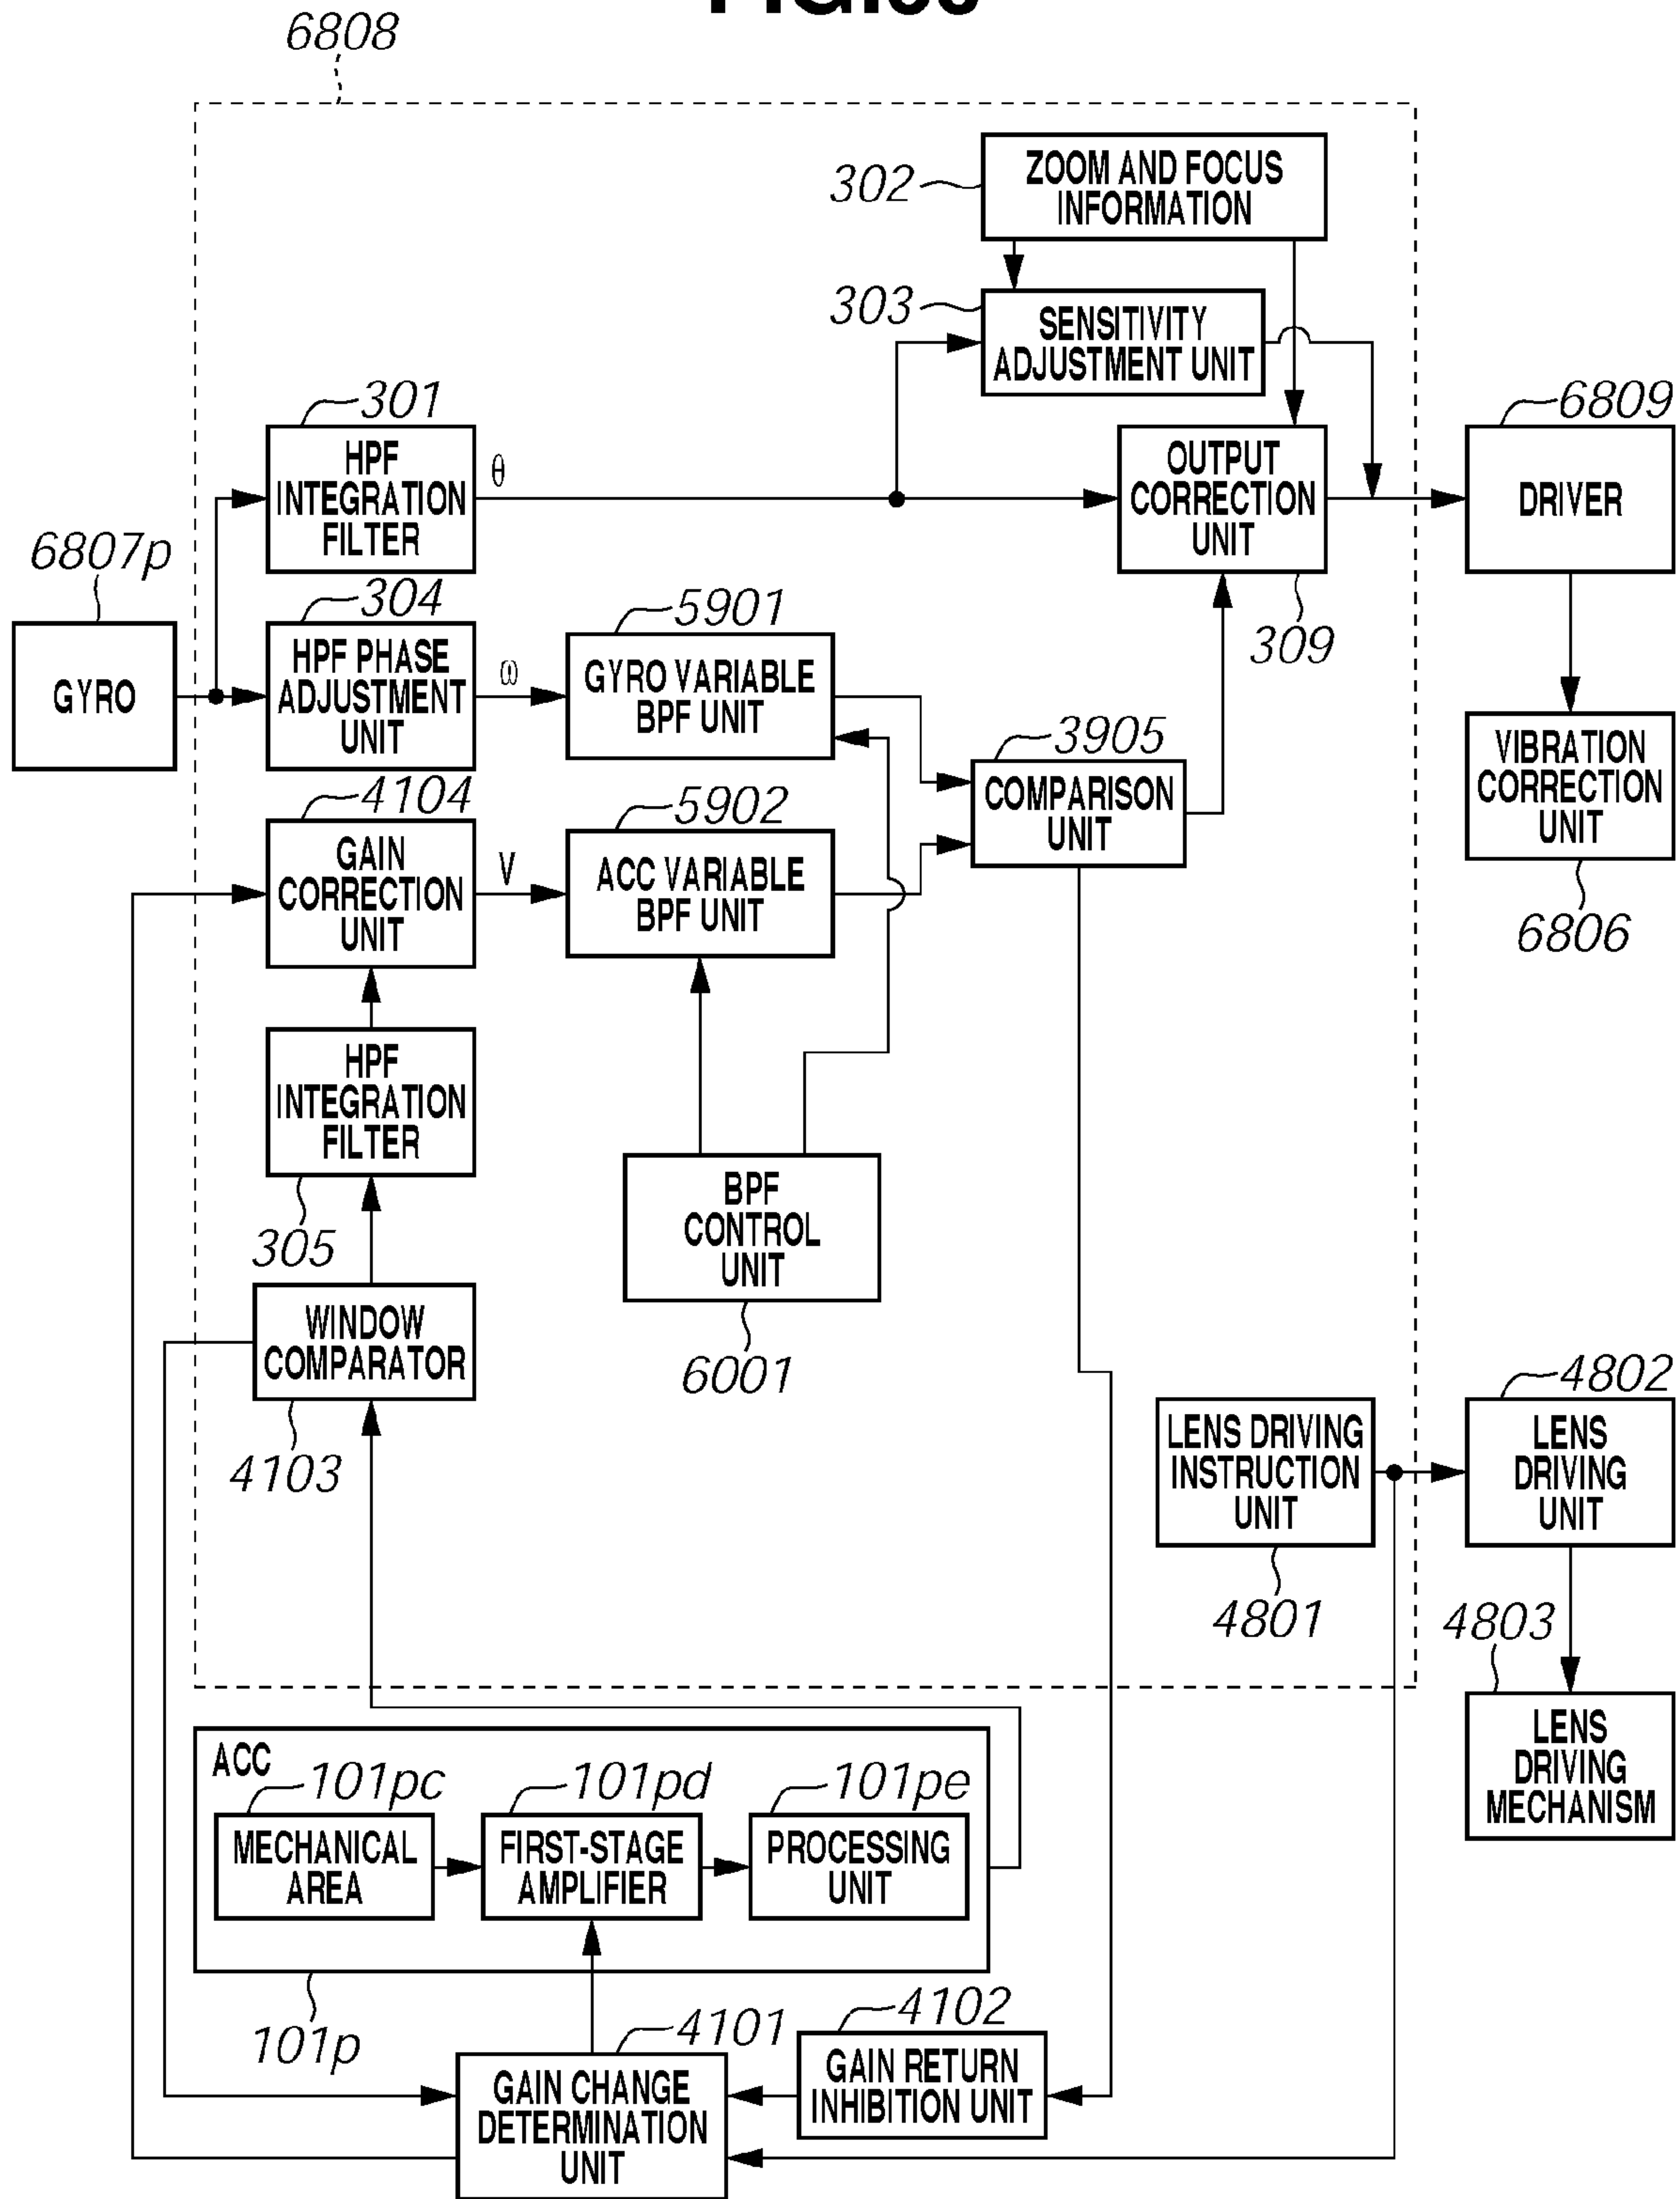 6808
ZOOM AND FOCUS
INFORMATION
302
303
SENSITIVITY
ADJUSTMENT UNIT
301
HPF
INTEGRATION
FILTER
θ
OUTPUT
CORRECTION
UNIT
309
6809
DRIVER
6807p
GYRO
304
HPF PHASE
ADJUSTMENT
UNIT
ω
5901
GYRO VARIABLE
BPF UNIT
3905
COMPARISON
UNIT
VIBRATION
CORRECTION
UNIT
6806
4104
GAIN
CORRECTION
UNIT
V
5902
ACC VARIABLE
BPF UNIT
HPF
INTEGRATION
FILTER
305
BPF
CONTROL
UNIT
6001
WINDOW
COMPARATOR
4103
LENS DRIVING
INSTRUCTION
UNIT
4801
4802
LENS
DRIVING
UNIT
4803
LENS
DRIVING
MECHANISM
ACC
101pc
MECHANICAL
AREA
101pd
FIRST-STAGE
AMPLIFIER
101pe
PROCESSING
UNIT
101p
4101
GAIN CHANGE
DETERMINATION
UNIT
4102
GAIN RETURN
INHIBITION UNIT